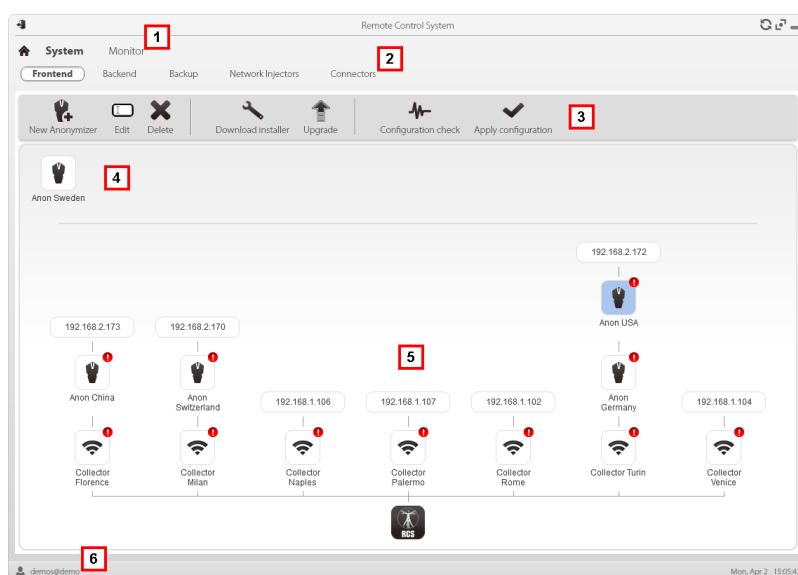 Remote Control System
1
System Monitor
2
Frontend Backend Backup Network Injectors Connectors
3
New Anonymizer Edit Delete Download installer Upgrade Configuration check Apply configuration
4
Anon Sweden
192.168.2.172
Anon USA
192.168.2.173 192.168.2.170
5
Anon China Anon Switzerland Anon Germany
192.168.1.106 192.168.1.107 192.168.1.102 192.168.1.104
Collector Florence Collector Milan Collector Naples Collector Palermo Collector Rome Collector Turin Collector Venice
RCS
6
demos@demo Mon, Apr 2 15:05:42